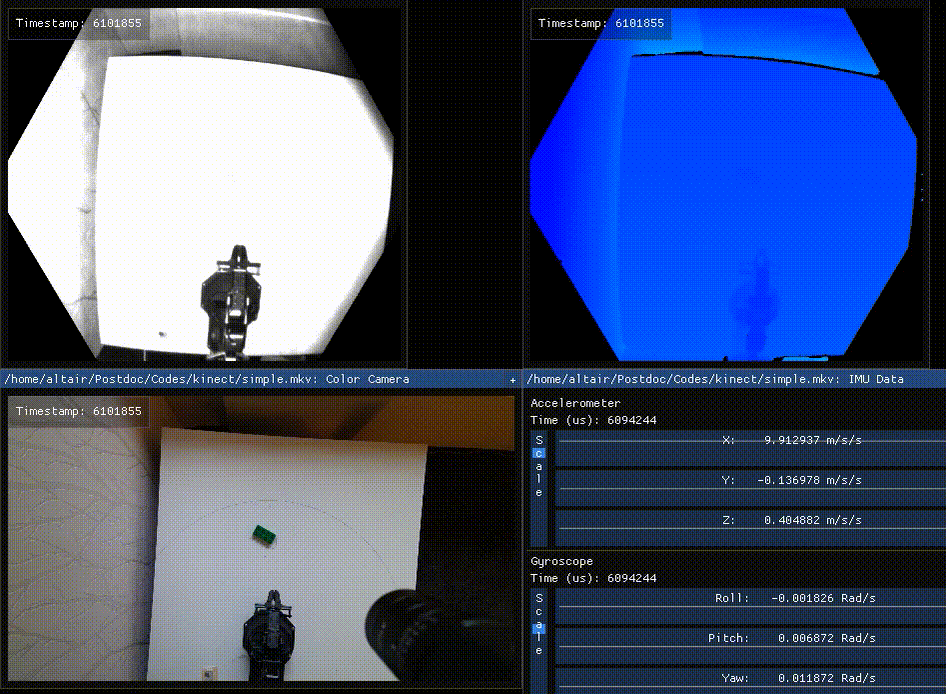 Timestamp: 6101855
Timestamp: 6101855
/home/altair/Postdoc/Codes/kinect/simple.mkv: Color Camera
+
/home/altair/Postdoc/Codes/kinect/simple.mkv: IMU Data
Timestamp: 6101855
Accelerometer
Time (us): 6094244
Scale
X: 9.912937 m/s/s
Y: -0.136978 m/s/s
Z: 0.404882 m/s/s
Gyroscope
Time (us): 6094244
Scale
Roll: -0.001826 Rad/s
Pitch: 0.006872 Rad/s
Yaw: 0.011872 Rad/s